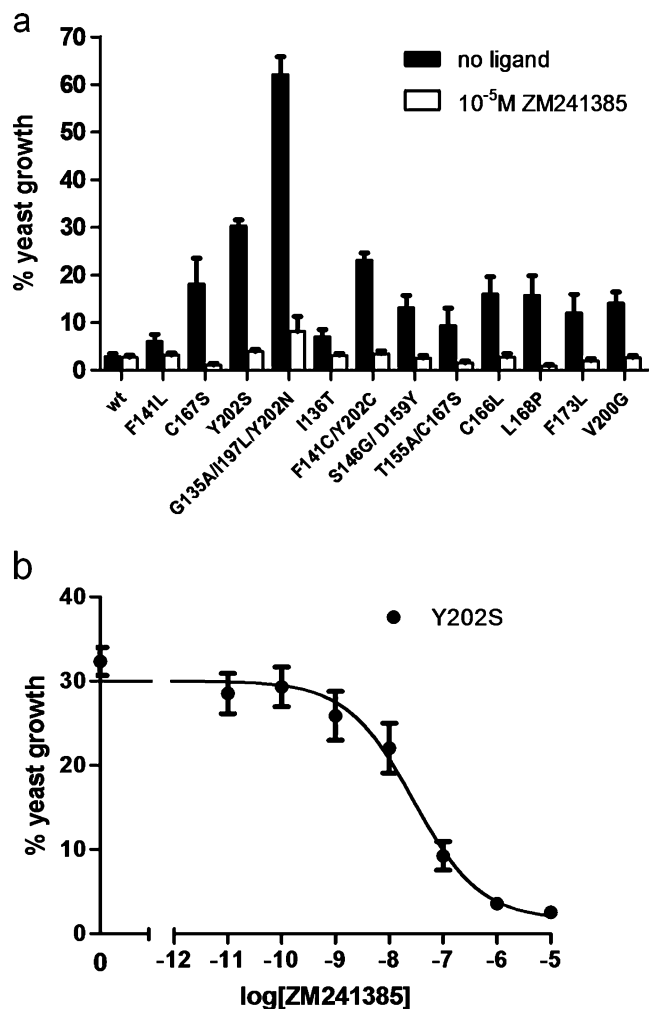 a
70
60
50
40
30
20
10
0
% yeast growth
no ligand
10-5M ZM241385
wt
F141L
C167S
Y202S
G135A/I197L/Y202N
I136T
F141C/Y202C
S146G/ D159Y
T155A/C167S
C166L
L168P
F173L
V200G
b
40
30
20
10
0
% yeast growth
Y202S
0 -12 -11 -10 -9 -8 -7 -6 -5
log[ZM241385]